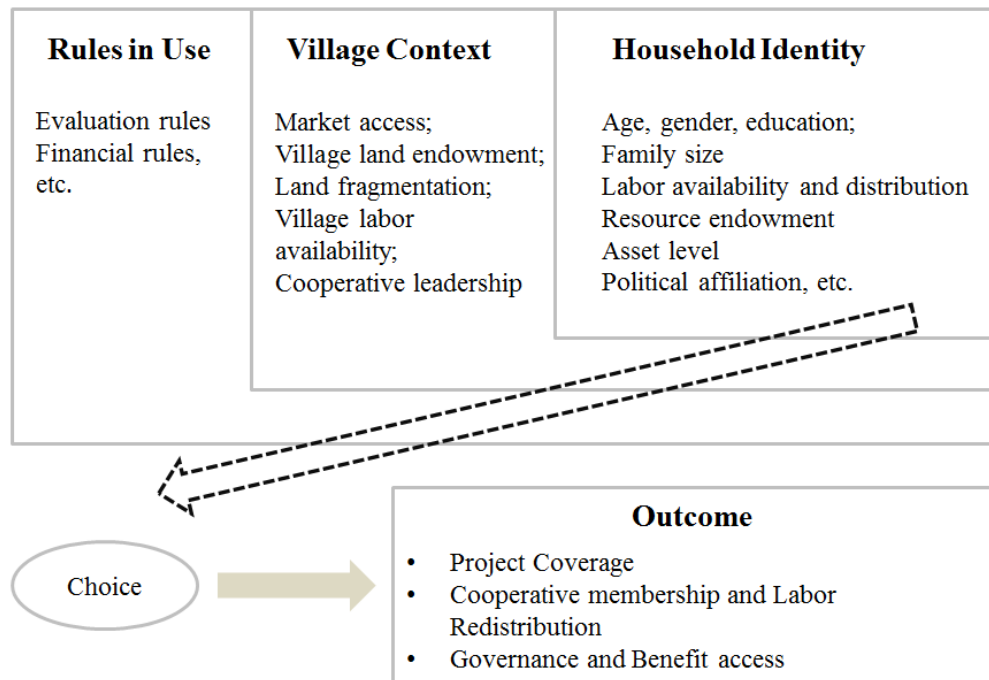 Rules in Use
Evaluation rules
Financial rules,
etc.
Village Context
Market access;
Village land endowment;
Land fragmentation;
Village labor
availability;
Cooperative leadership
Household Identity
Age, gender, education;
Family size
Labor availability and distribution
Resource endowment
Asset level
Political affiliation, etc.
Choice
Outcome
• Project Coverage
• Cooperative membership and Labor
Redistribution
• Governance and Benefit access